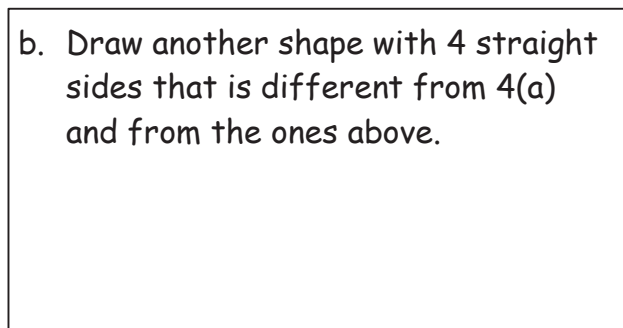 b. Draw another shape with 4 straight
sides that is different from 4(a)
and from the ones above.